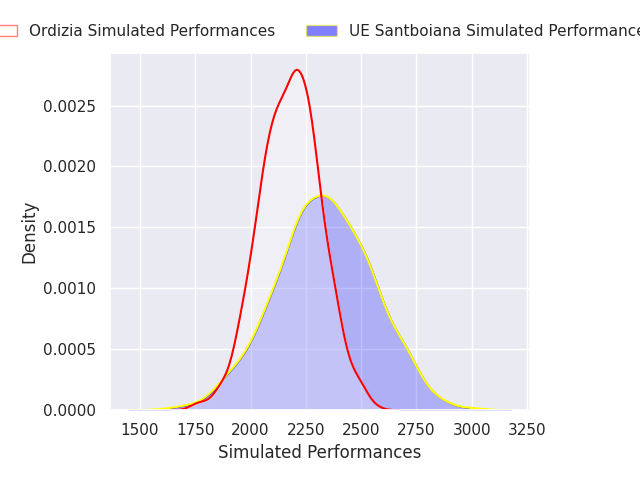 Ordizia Simulated Performances
UE Santboiana Simulated Performance
0.0025
0.0020
0.0015
0.0010
0.0005
0.0000
Density
1500 1750 2000 2250 2500 2750 3000 3250
Simulated Performances